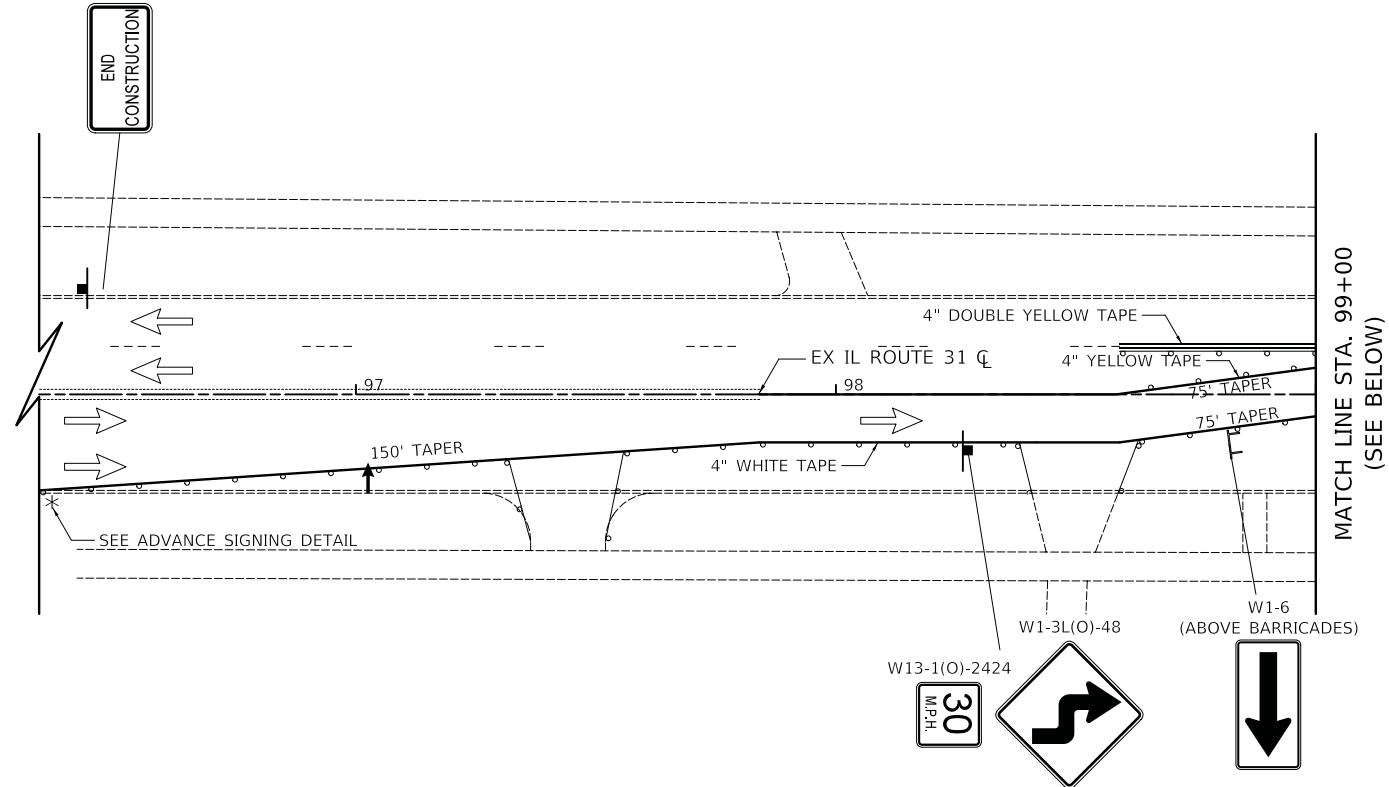 END
CONSTRUCTION
4" DOUBLE YELLOW TAPE
EX IL ROUTE 31 ℄
4" YELLOW TAPE
97
98
75' TAPER
75' TAPER
150' TAPER
4" WHITE TAPE
SEE ADVANCE SIGNING DETAIL
MATCH LINE STA. 99+00
(SEE BELOW)
W1-6
(ABOVE BARRICADES)
W1-3L(O)-48
W13-1(O)-2424
30
M.P.H.